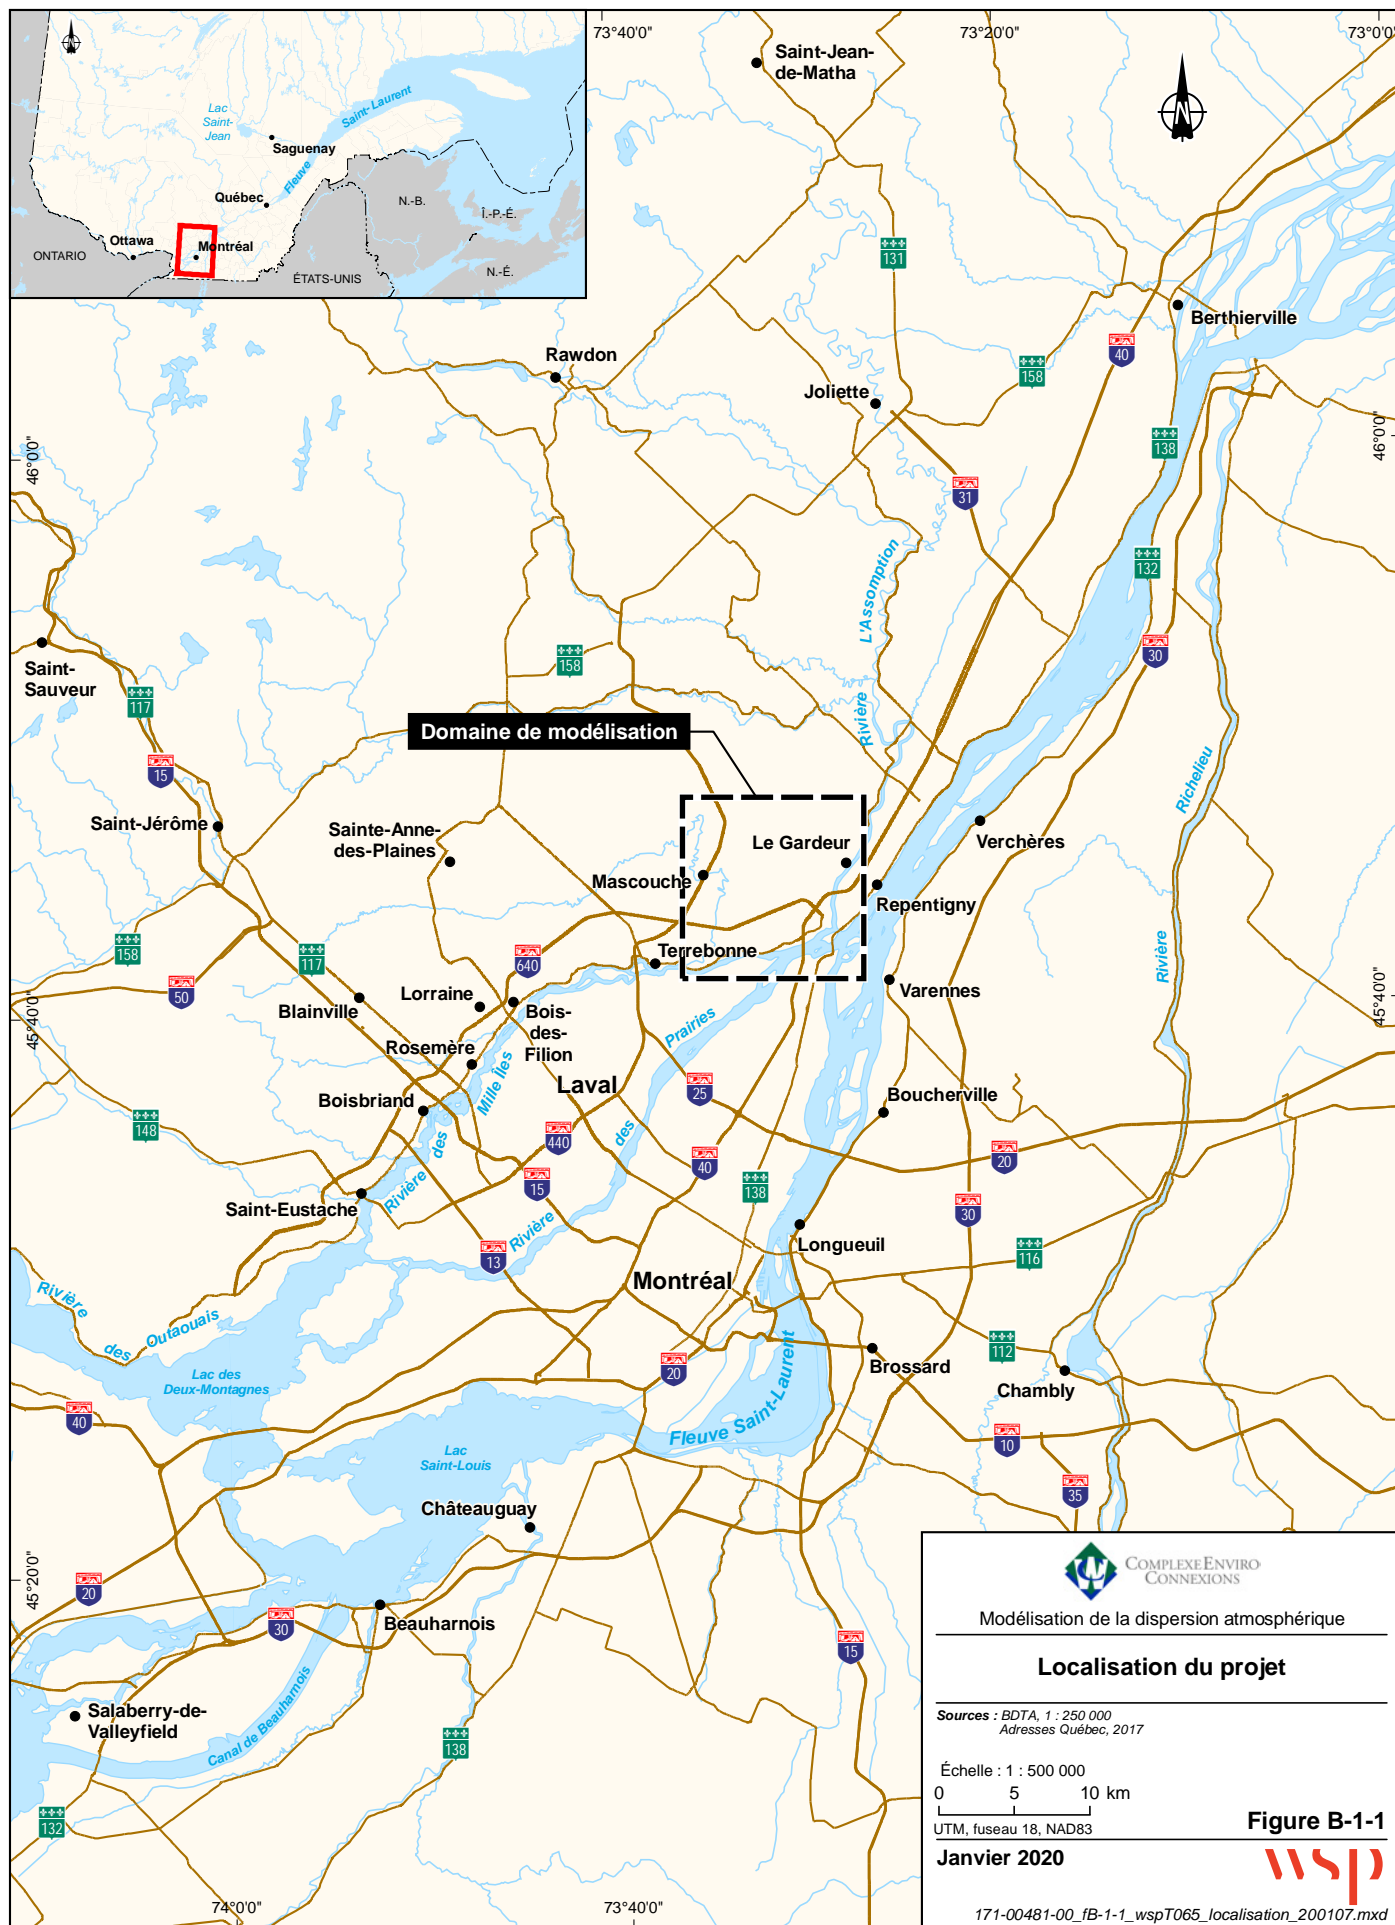 73°40'0"
73°20'0"
73°0'0"
Lac
Saint-
Jean
Saguenay
Fleuve
Saint-Laurent
Québec
Ottawa
Montréal
ONTARIO
ÉTATS-UNIS
N.-B.
Î.-P.-É.
N.-É.
N
Saint-Jean-
de-Matha
131
Berthierville
40
158
Rawdon
Joliette
138
46°0'0"
46°0'0"
31
132
Rivière
L'Assomption
30
158
Saint-
Sauveur
117
15
Domaine de modélisation
Richelieu
Rivière
Saint-Jérôme
Sainte-Anne-
des-Plaines
Le Gardeur
Verchères
Mascouche
Repentigny
Terrebonne
158
117
640
50
Blainville
Lorraine
Bois-
des-
Filion
Varennes
45°40'0"
45°40'0"
Rosemère
Rivière
des
Mille Îles
Rivière
des
Prairies
Laval
25
Boucherville
Boisbriand
148
440
40
20
15
138
30
Saint-Eustache
13
Longueuil
116
Montréal
Rivière
des
Outaouais
Lac des
Deux-Montagnes
20
Brossard
112
Chambly
Fleuve Saint-Laurent
40
10
Lac
Saint-Louis
35
Châteauguay
45°20'0"
20
30
Beauharnois
15
Salaberry-de-
Valleyfield
Canal de Beauharnois
138
132
74°0'0"
73°40'0"
COMPLEXE ENVIRO
CONNEXIONS
Modélisation de la dispersion atmosphérique
Localisation du projet
Sources : BDTA, 1 : 250 000
Adresses Québec, 2017
Échelle : 1 : 500 000
0 5 10 km
UTM, fuseau 18, NAD83
Figure B-1-1
Janvier 2020
wsp
171-00481-00_fB-1-1_wspT065_localisation_200107.mxd